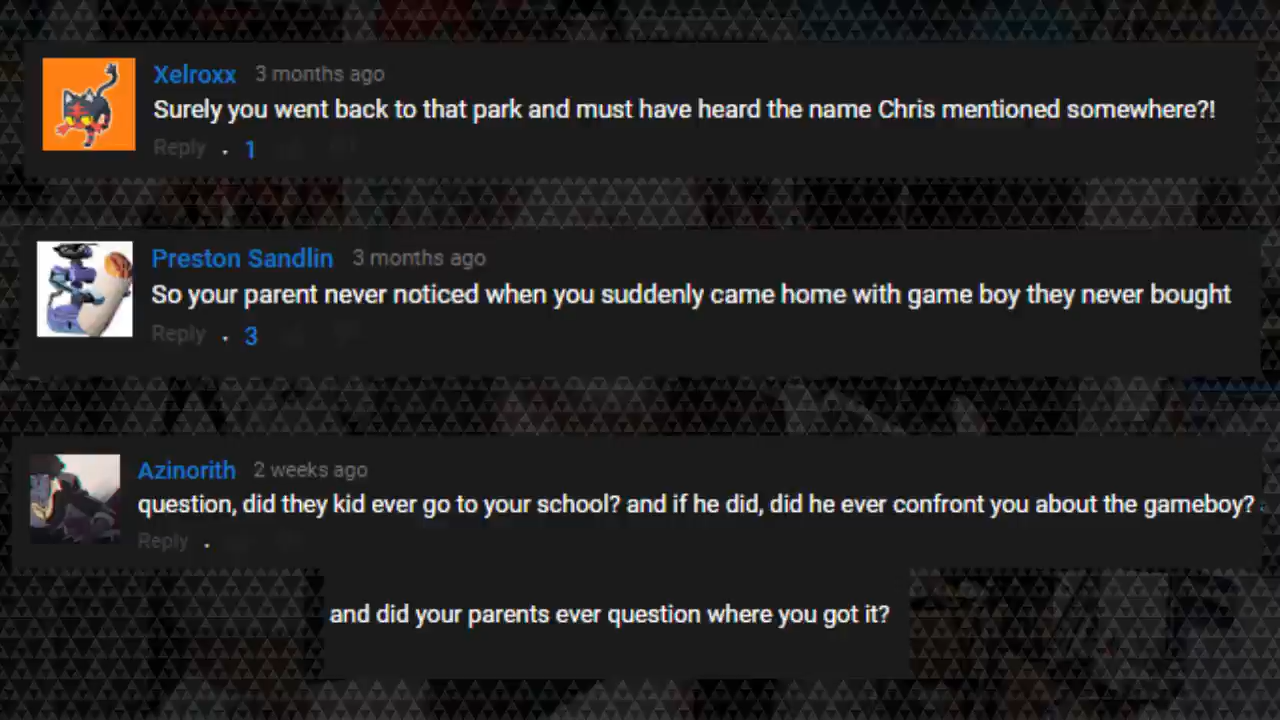 Xelroxx 3 months ago
Surely you went back to that park and must have heard the name Chris mentioned somewhere?!
Reply . 1
Preston Sandlin 3 months ago
So your parent never noticed when you suddenly came home with game boy they never bought
Reply . 3
Azinorith 2 weeks ago
question, did they kid ever go to your school? and if he did, did he ever confront you about the gameboy?
Reply .
and did your parents ever question where you got it?